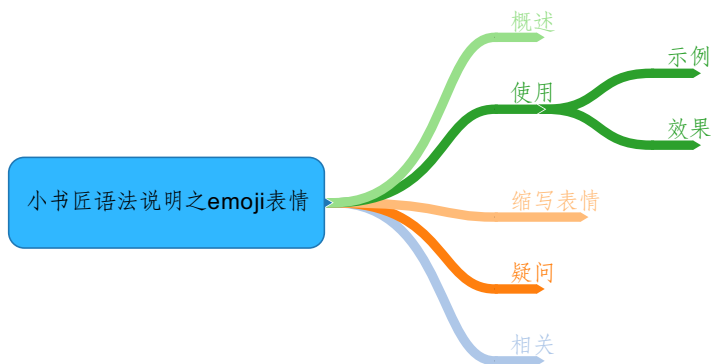 小书匠语法说明之emoji表情
概述
使用
示例
效果
缩写表情
疑问
相关